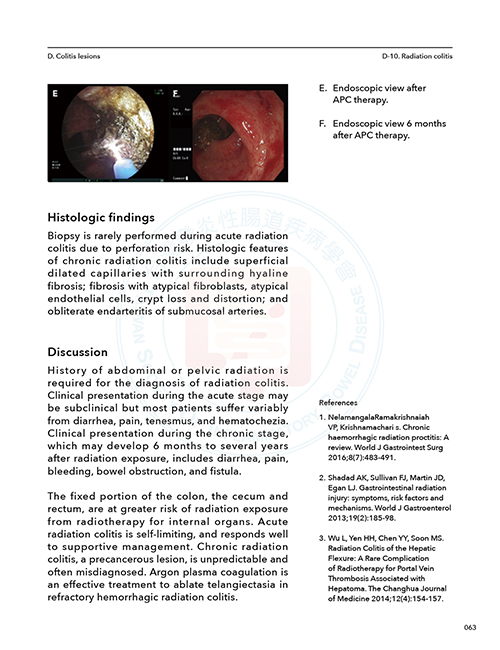 D. Colitis lesions
D-10. Radiation colitis
E
F
E. Endoscopic view after
APC therapy.
F. Endoscopic view 6 months
after APC therapy.
Histologic findings
Biopsy is rarely performed during acute radiation
colitis due to perforation risk. Histologic features
of chronic radiation colitis include superficial
dilated capillaries with surrounding hyaline
fibrosis; fibrosis with atypical fibroblasts, atypical
endothelial cells, crypt loss and distortion; and
obliterate endarteritis of submucosal arteries.
Discussion
History of abdominal or pelvic radiation is
required for the diagnosis of radiation colitis.
Clinical presentation during the acute stage may
be subclinical but most patients suffer variably
from diarrhea, pain, tenesmus, and hematochezia.
Clinical presentation during the chronic stage,
which may develop 6 months to several years
after radiation exposure, includes diarrhea, pain,
bleeding, bowel obstruction, and fistula.
The fixed portion of the colon, the cecum and
rectum, are at greater risk of radiation exposure
from radiotherapy for internal organs. Acute
radiation colitis is self-limiting, and responds well
to supportive management. Chronic radiation
colitis, a precancerous lesion, is unpredictable and
often misdiagnosed. Argon plasma coagulation is
an effective treatment to ablate telangiectasia in
refractory hemorrhagic radiation colitis.
References
1. NelamangalaRamakrishnaiah
VP, Krishnamachari s. Chronic
haemorrhagic radiation proctitis: A
review. World J Gastrointest Surg
2016;8(7):483-491.
2. Shadad AK, Sullivan FJ, Martin JD,
Egan LJ. Gastrointestinal radiation
injury: symptoms, risk factors and
mechanisms. World J Gastroenterol
2013;19(2):185-98.
3. Wu L, Yen HH, Chen YY, Soon MS.
Radiation Colitis of the Hepatic
Flexure: A Rare Complication
of Radiotherapy for Portal Vein
Thrombosis Associated with
Hepatoma. The Changhua Journal
of Medicine 2014;12(4):154-157.
063